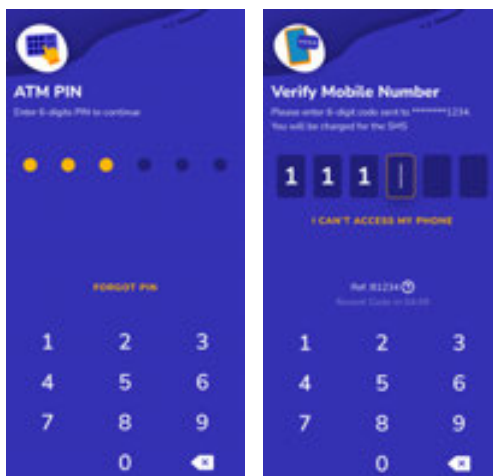 ATM PIN
Enter 6-digits PIN to continue
FORGOT PIN
1 2 3
4 5 6
7 8 9
0
Verify Mobile Number
Please enter 6-digit code sent to *******1234.
You will be charged for the SMS
1 1 1
I CAN'T ACCESS MY PHONE
1 2 3
4 5 6
7 8 9
0